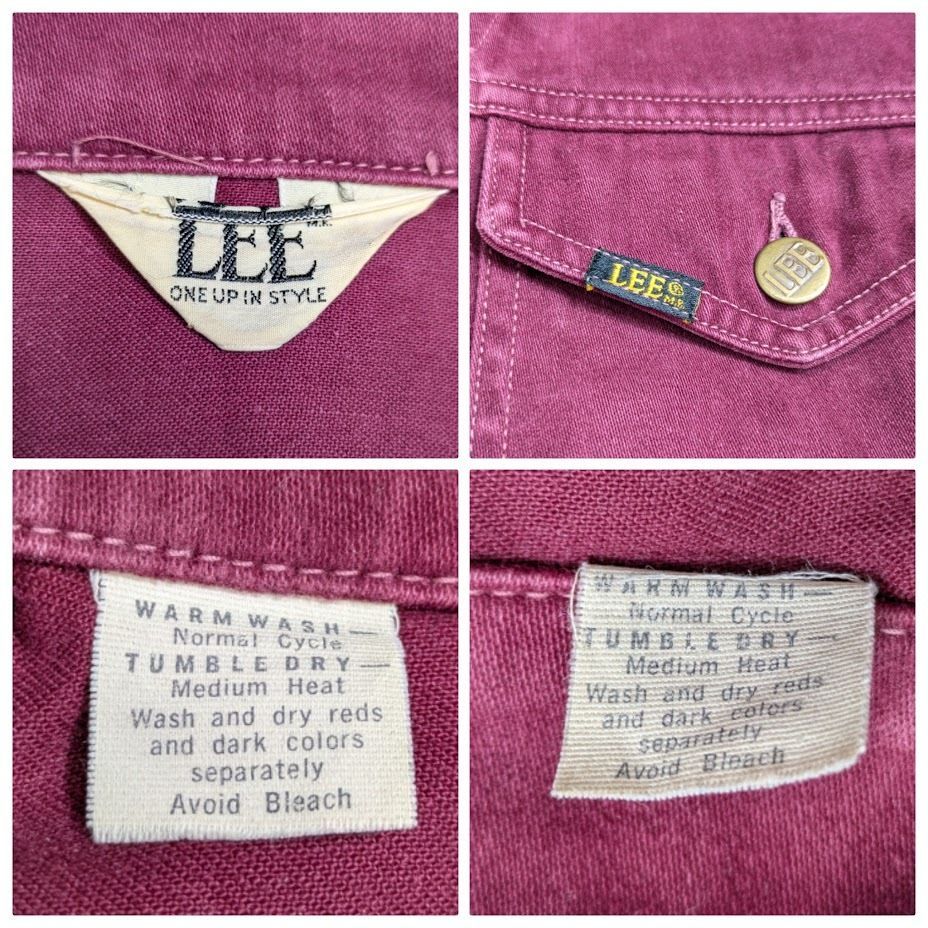 LEE
M.R.
ONE UP IN STYLE
LEE®
M.R.
LEE
WARM WASH—
Normal Cycle
TUMBLE DRY—
Medium Heat
Wash and dry reds
and dark colors
separately
Avoid Bleach
WARM WASH—
Normal Cycle
TUMBLE DRY—
Medium Heat
Wash and dry reds
and dark colors
separately
Avoid Bleach